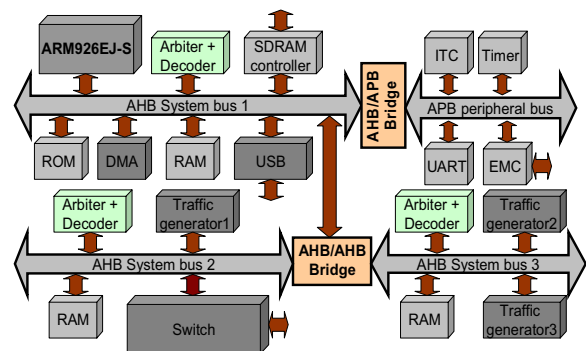 ARM926EJ-S
Arbiter +
Decoder
SDRAM
controller
AHB/APB
Bridge
ITC
Timer
AHB System bus 1
APB peripheral bus
ROM
DMA
RAM
USB
UART
EMC
Arbiter +
Decoder
Traffic
generator1
Arbiter +
Decoder
Traffic
generator2
AHB System bus 2
AHB/AHB
Bridge
AHB System bus 3
RAM
Switch
RAM
Traffic
generator3